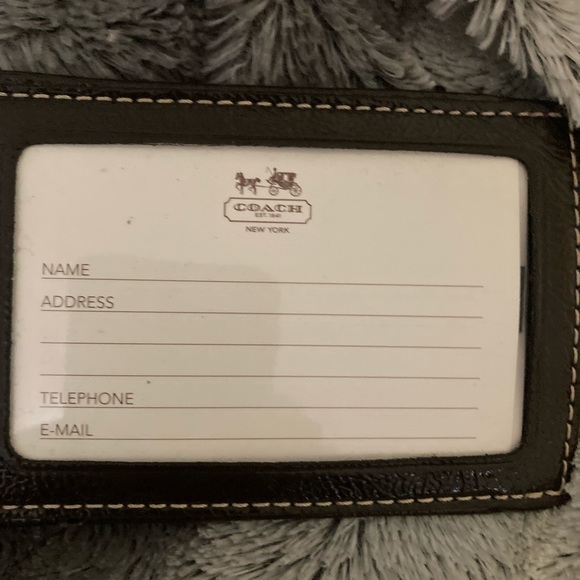 COACH
EST. 1941
NEW YORK
NAME
ADDRESS
TELEPHONE
E-MAIL